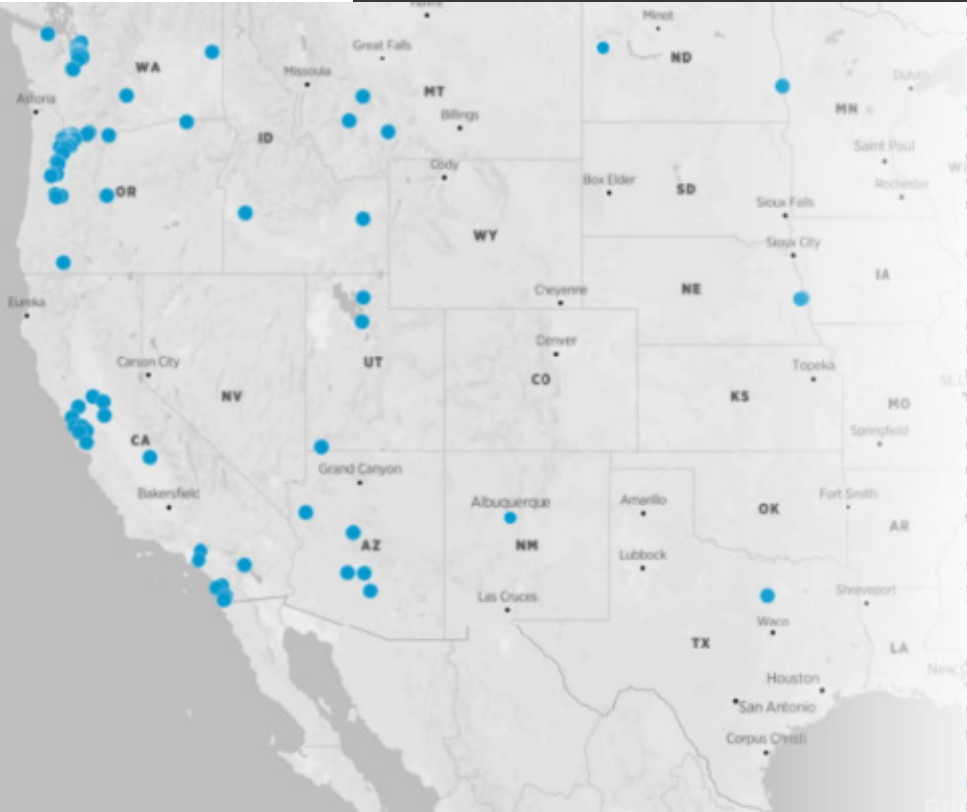 Minot
Great Falls
ND
WA
Missoula
Duluth
Astoria
MT
MN
Billings
ID
Saint Paul
Cody
OR
Box Elder
SD
Rochester
Sioux Falls
WY
Sioux City
IA
Cheyenne
NE
Eureka
Denver
Carson City
UT
Topeka
CO
NV
KS
MO
CA
Springfield
Grand Canyon
Bakersfield
Albuquerque
Amarillo
OK
Fort Smith
AR
AZ
NM
Lubbock
Las Cruces
Shreveport
Waco
TX
LA
Houston
San Antonio
Corpus Christi